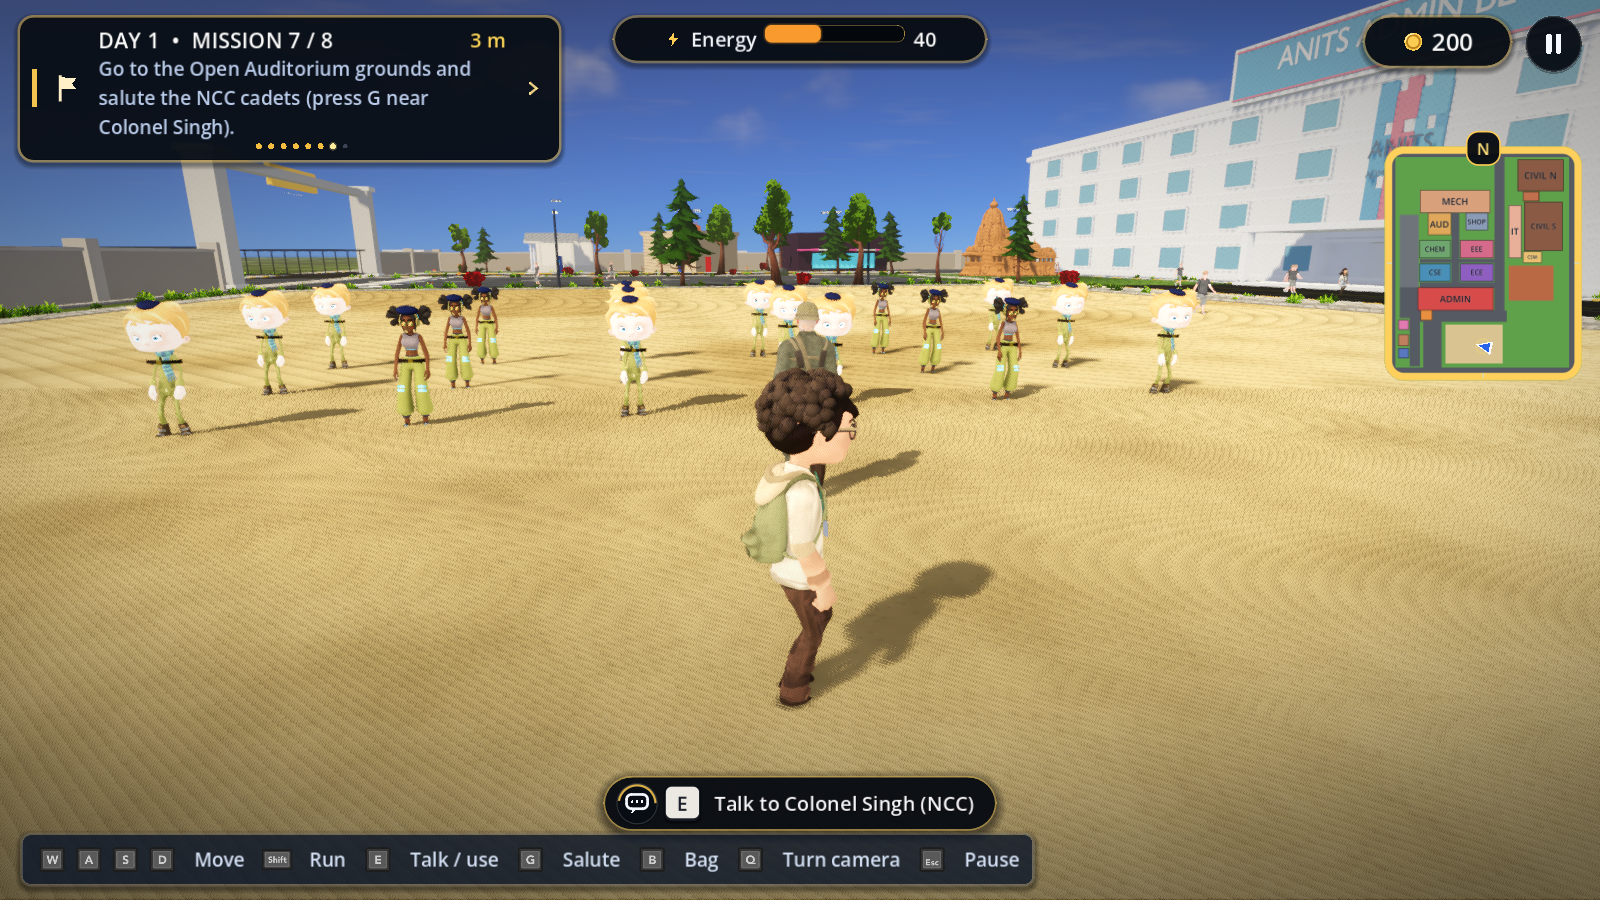 DAY 1 • MISSION 7 / 8
3 m
Go to the Open Auditorium grounds and
salute the NCC cadets (press G near
Colonel Singh).
Energy
40
200
ANITS
N
CIVIL N
MECH
AUD
SHOP
IT
CIVIL S
CHEM
EEE
COM
CSE
ECE
ADMIN
E Talk to Colonel Singh (NCC)
W A S D Move Shift Run E Talk / use G Salute B Bag Q Turn camera Esc Pause